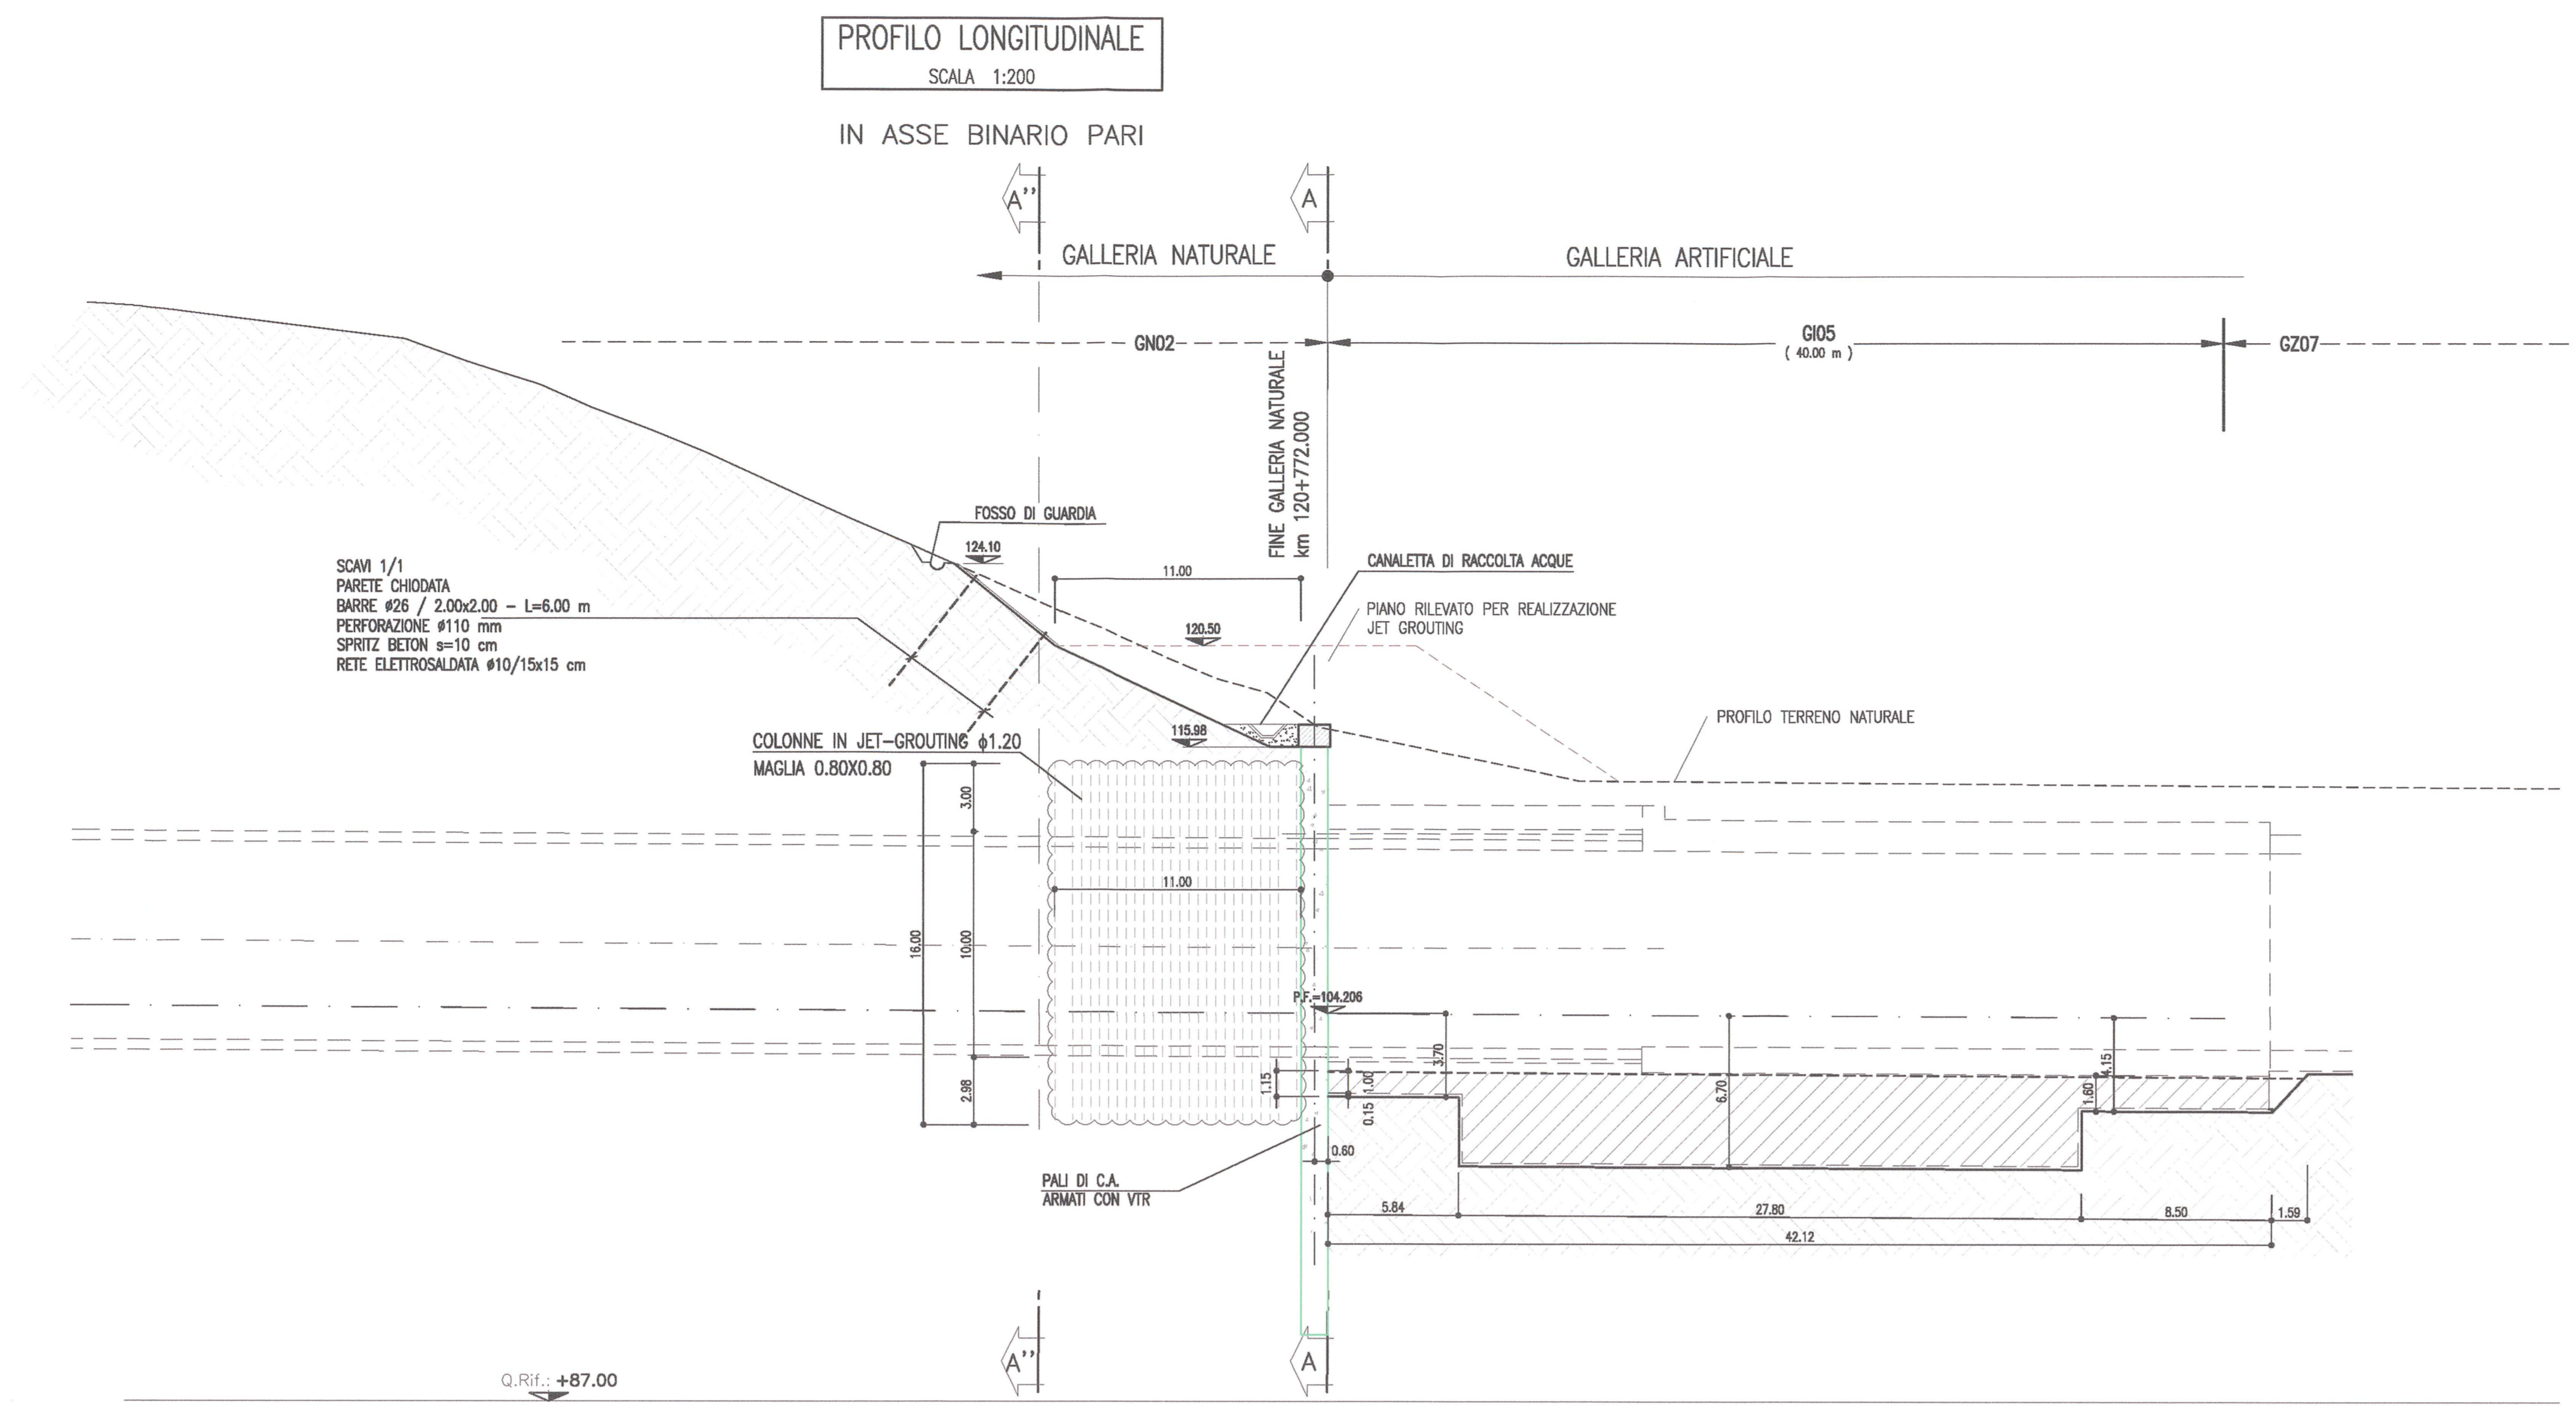 PROFILO LONGITUDINALE
SCALA 1:200
IN ASSE BINARIO PARI
A''
A
GALLERIA NATURALE
GALLERIA ARTIFICIALE
GN02
GI05
( 40.00 m )
GZ07
FINE GALLERIA NATURALE
km 120+772.000
FOSSO DI GUARDIA
124.10
SCAVI 1/1
PARETE CHIODATA
BARRE ø26 / 2.00x2.00 - L=6.00 m
PERFORAZIONE ø110 mm
SPRITZ BETON s=10 cm
RETE ELETTROSALDATA ø10/15x15 cm
11.00
CANALETTA DI RACCOLTA ACQUE
PIANO RILEVATO PER REALIZZAZIONE
JET GROUTING
120.50
PROFILO TERRENO NATURALE
115.98
COLONNE IN JET-GROUTING ϕ1.20
MAGLIA 0.80X0.80
3.00
11.00
16.00
10.00
2.98
P.F.=104.206
3.70
1.15
1.00
0.15
6.70
1.60
4.15
0.60
PALI DI C.A.
ARMATI CON VTR
5.84
27.80
8.50
1.59
42.12
A''
A
Q.Rif.: +87.00